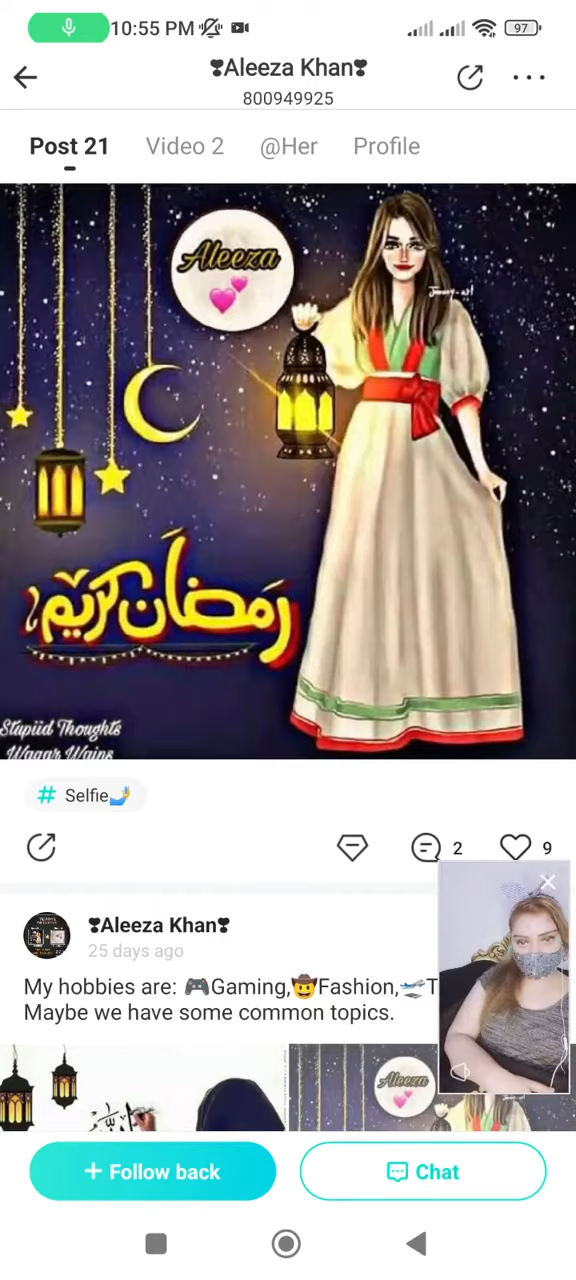 10:55 PM
97
❣Aleeza Khan❣
800949925
Post 21
Video 2
@Her
Profile
Aleeza
رمضان كريم
Stupiid Thoughts
Waqar Wains
# Selfie🤳
2
9
❣Aleeza Khan❣
25 days ago
My hobbies are: 🎮Gaming,🤠Fashion,🛫T
Maybe we have some common topics.
Aleeza
+ Follow back
Chat